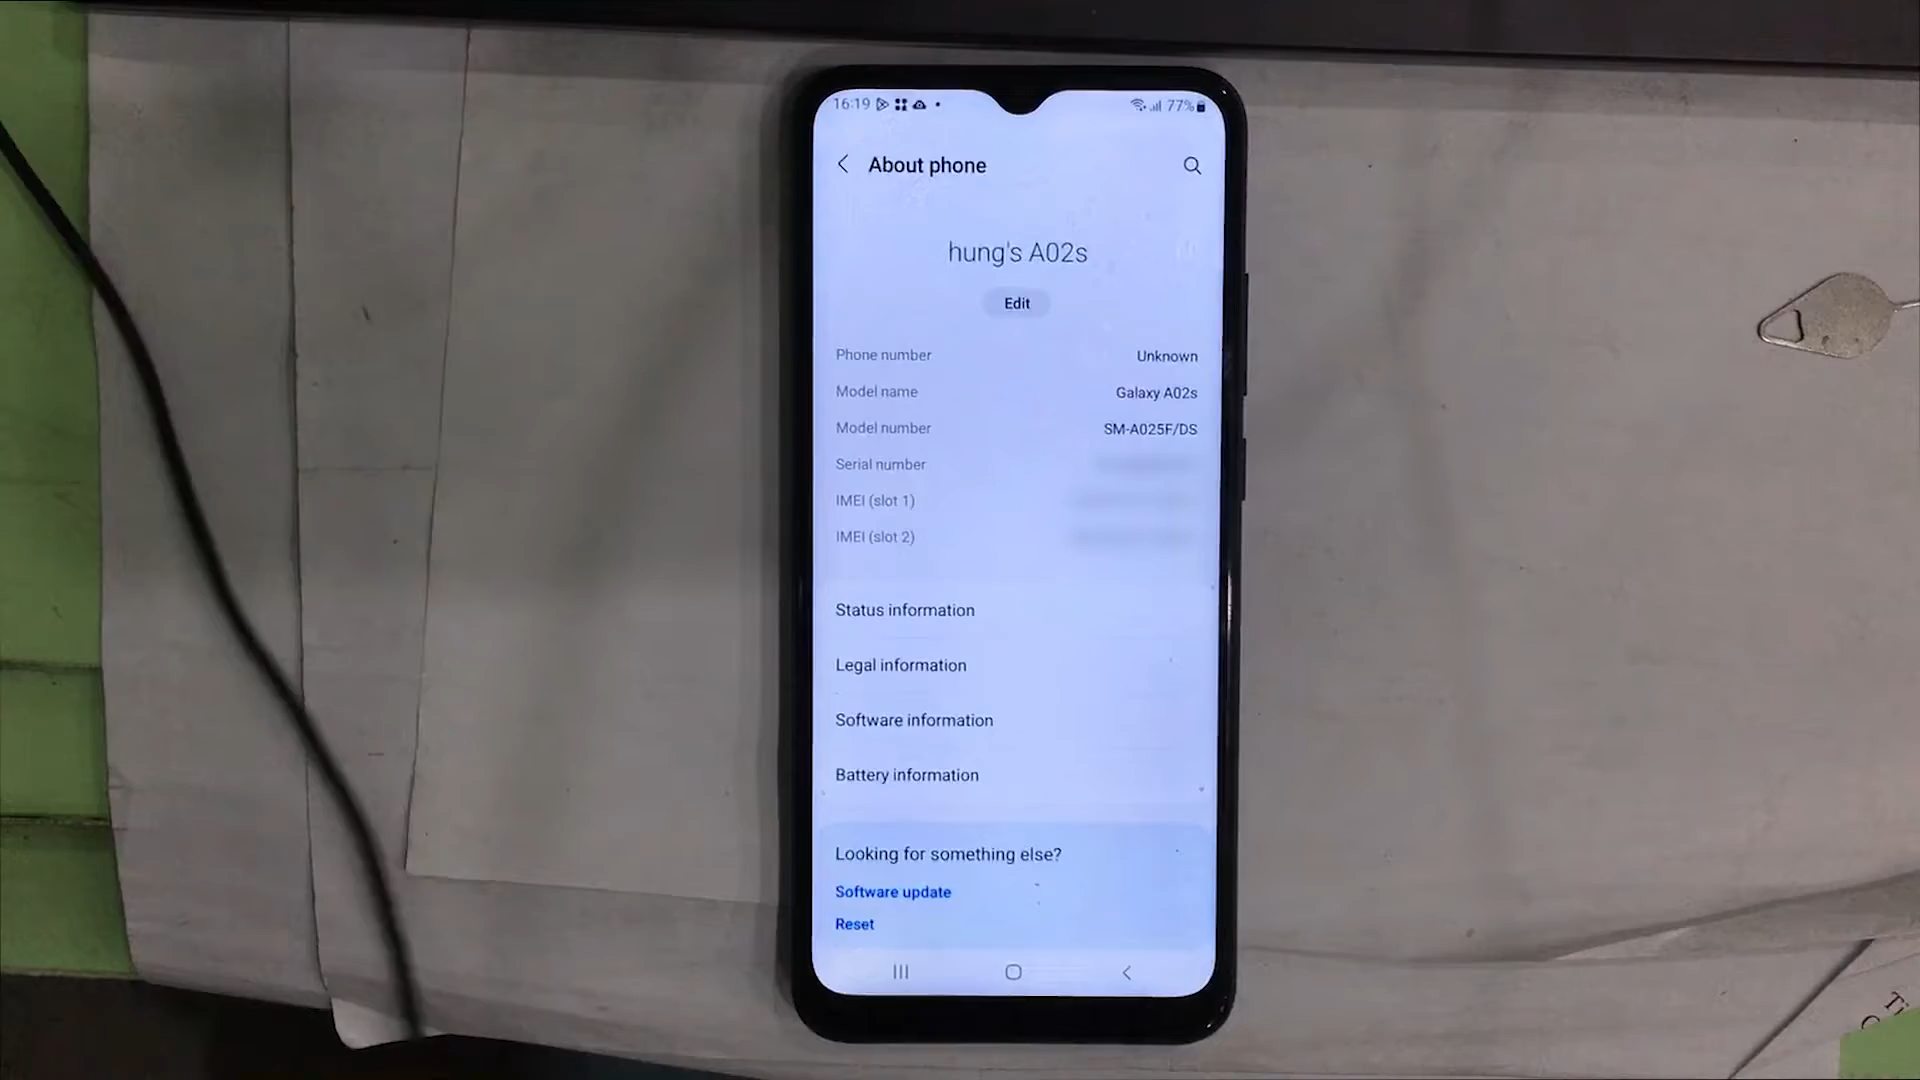 16:19 77%
About phone
hung's A02s
Edit
Phone number Unknown
Model name Galaxy A02s
Model number SM-A025F/DS
Serial number
IMEI (slot 1)
IMEI (slot 2)
Status information
Legal information
Software information
Battery information
Looking for something else?
Software update
Reset